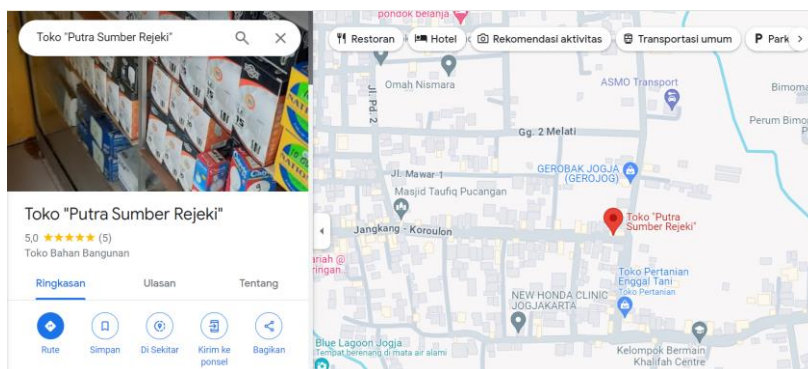 Toko "Putra Sumber Rejeki"
Toko "Putra Sumber Rejeki"
5,0 ★★★★★ (5)
Toko Bahan Bangunan
Ringkasan
Ulasan
Tentang
Rute
Simpan
Di Sekitar
Kirim ke
ponsel
Bagikan
pondok belanja
Restoran
Hotel
Rekomendasi aktivitas
Transportasi umum
P Park
Omah Nismara
Jl. Pd. 2
ASMO Transport
Bimoma
Perum Bimo
Gg. 2 Melati
GEROBAK JOGJA
(GEROJOG)
Jl. Mawar 1
Masjid Taufiq Pucangan
Jangkang - Koroulon
Toko "Putra
Sumber Rejeki"
ariah @
ringan..
Toko Pertanian
Enggal Tani
Toko Pertanian
NEW HONDA CLINIC
JOGJAKARTA
Blue Lagoon Jogja
Tempat berenang di mata air alami
Kelompok Bermain
Khalifah Centre